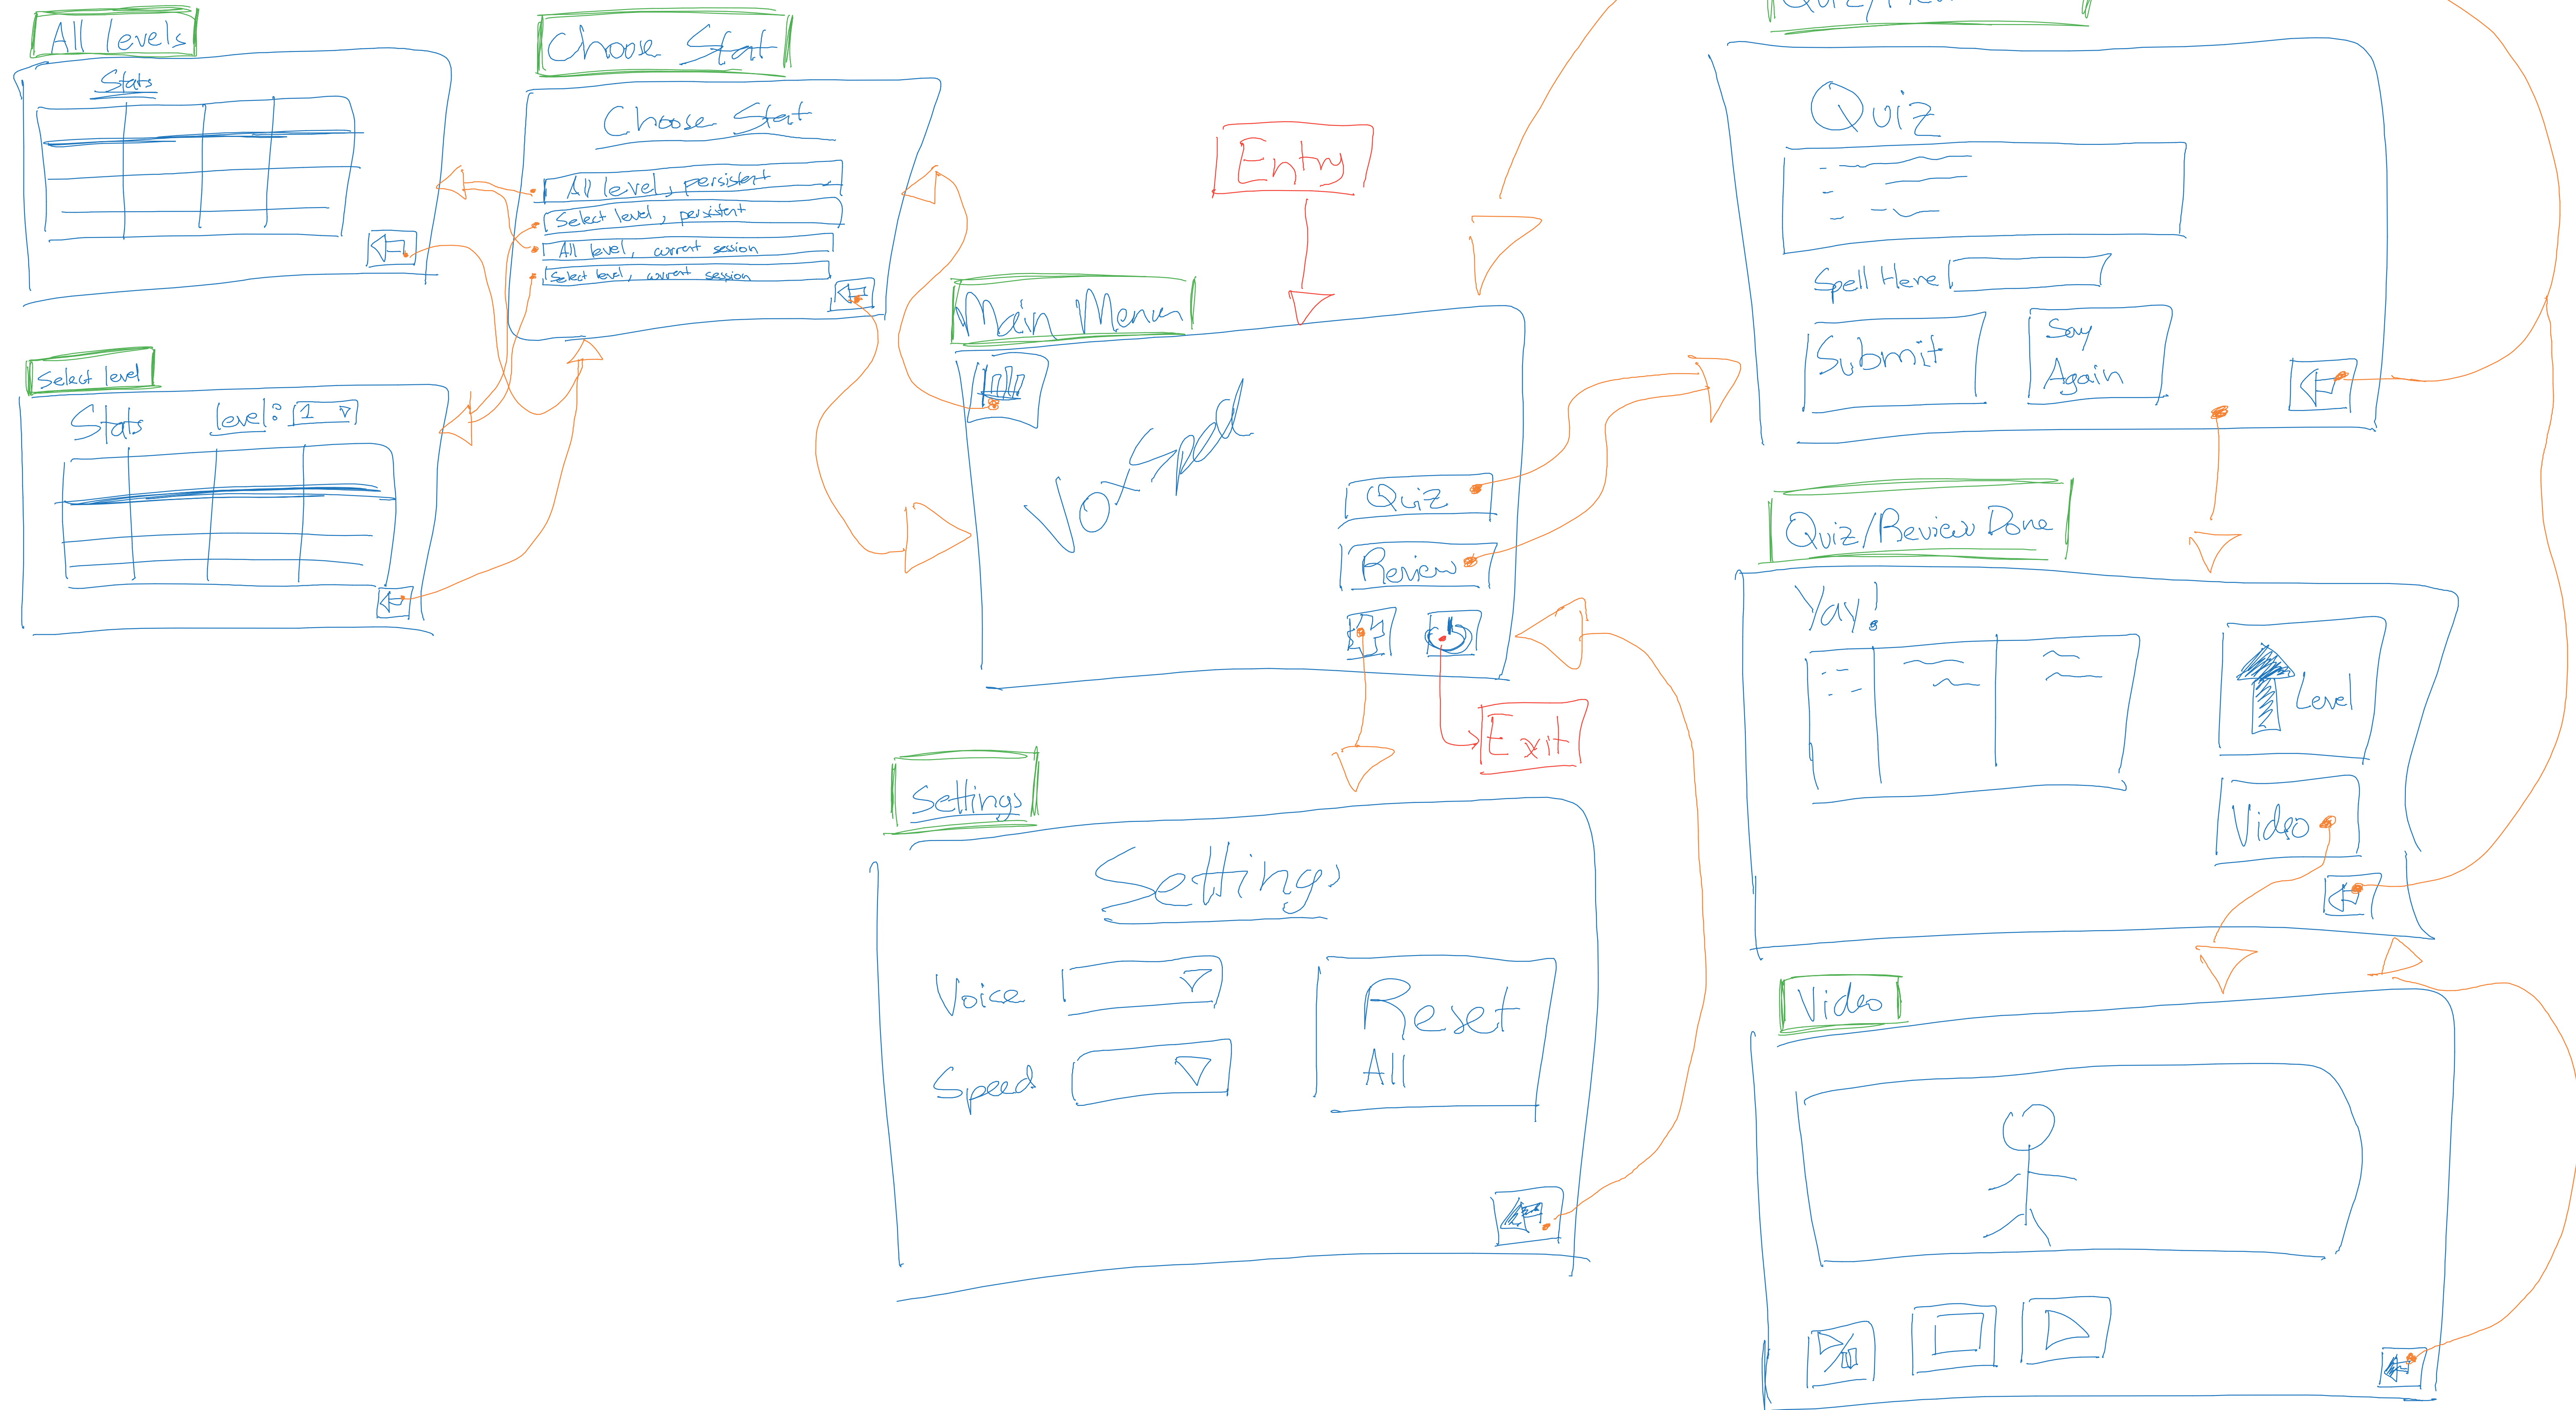 All levels
Stats
Choose Stat
Choose Stat
All level, persistent
Select level, persistent
All level, current session
Select level, current session
Select level
Stats level: 1
Entry
Main Menu
VoxSpell
Quiz
Review
Exit
Settings
Settings
Voice
Speed
Reset
All
Quiz
Spell Here
Submit
Say
Again
Quiz/Review Done
Yay!
Level
Video
Video